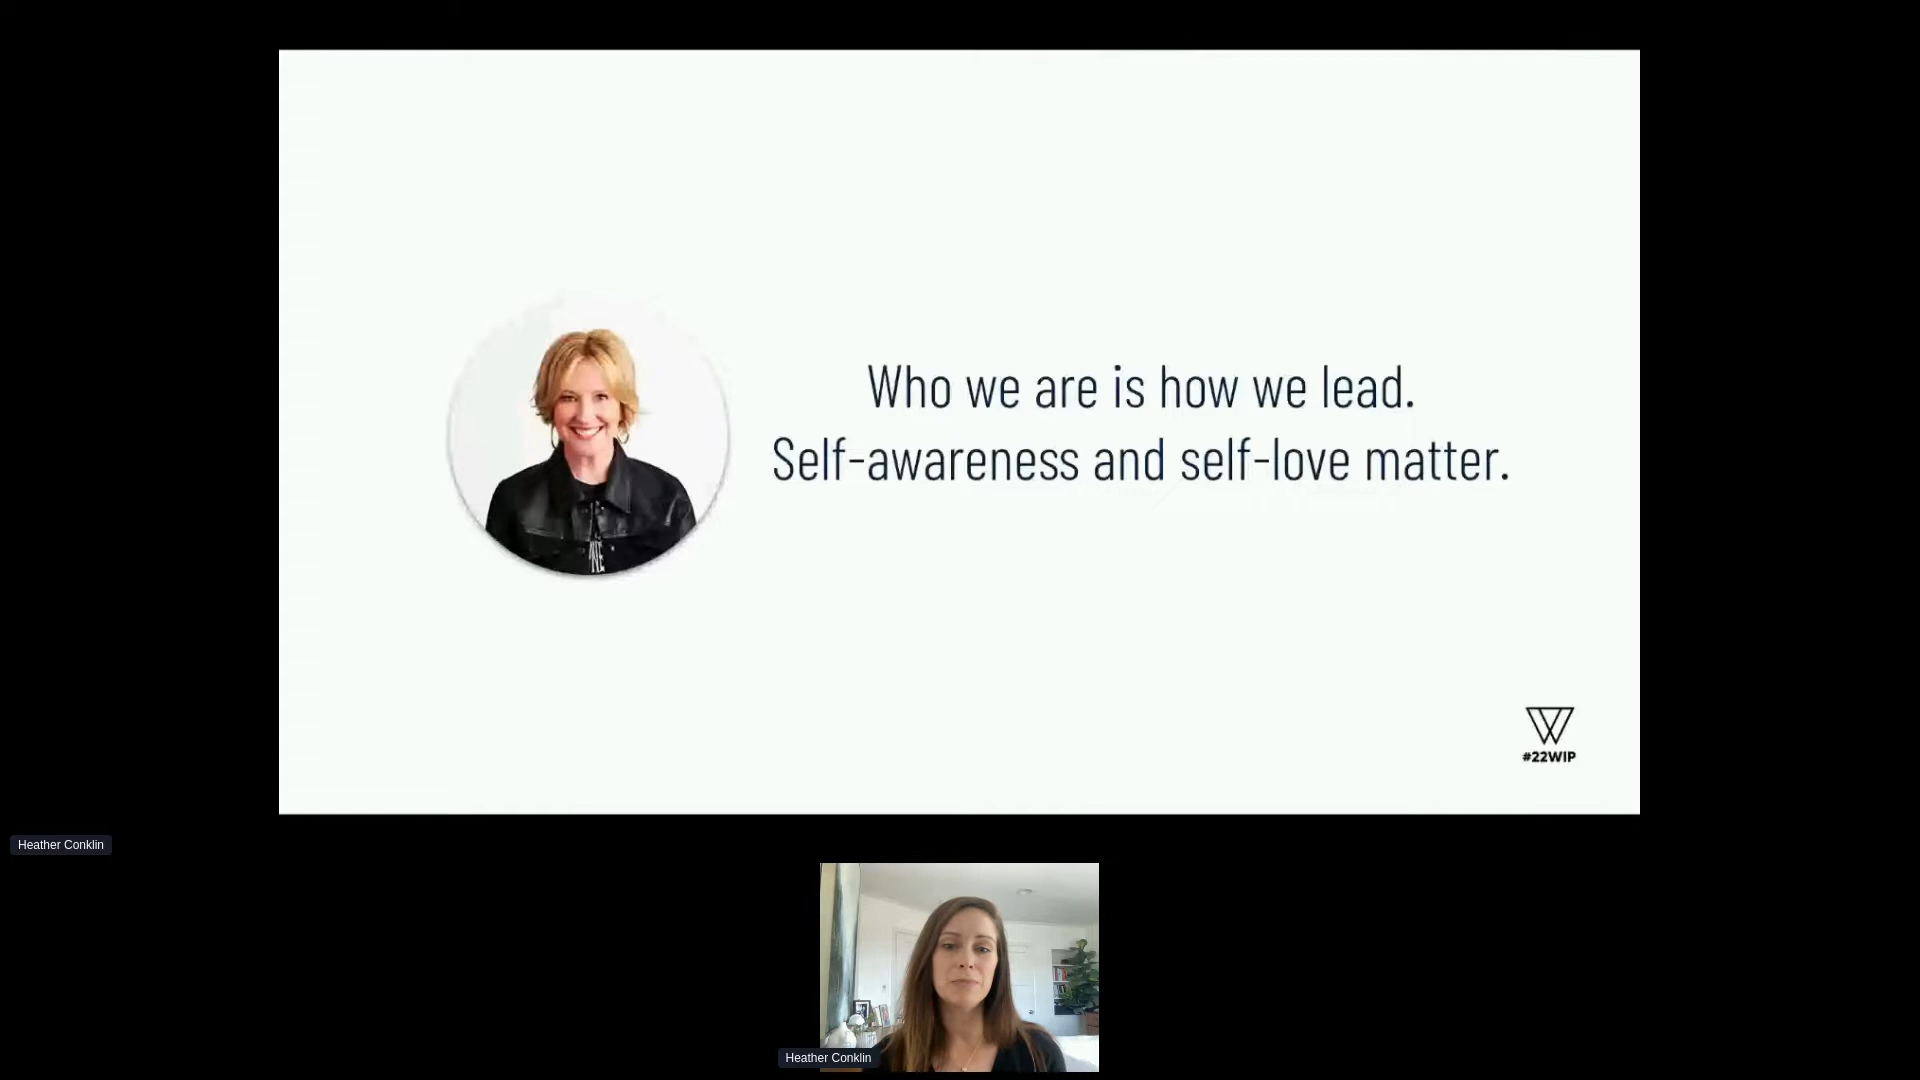 Who we are is how we lead.
Self-awareness and self-love matter.
#22WIP
Heather Conklin
Heather Conklin